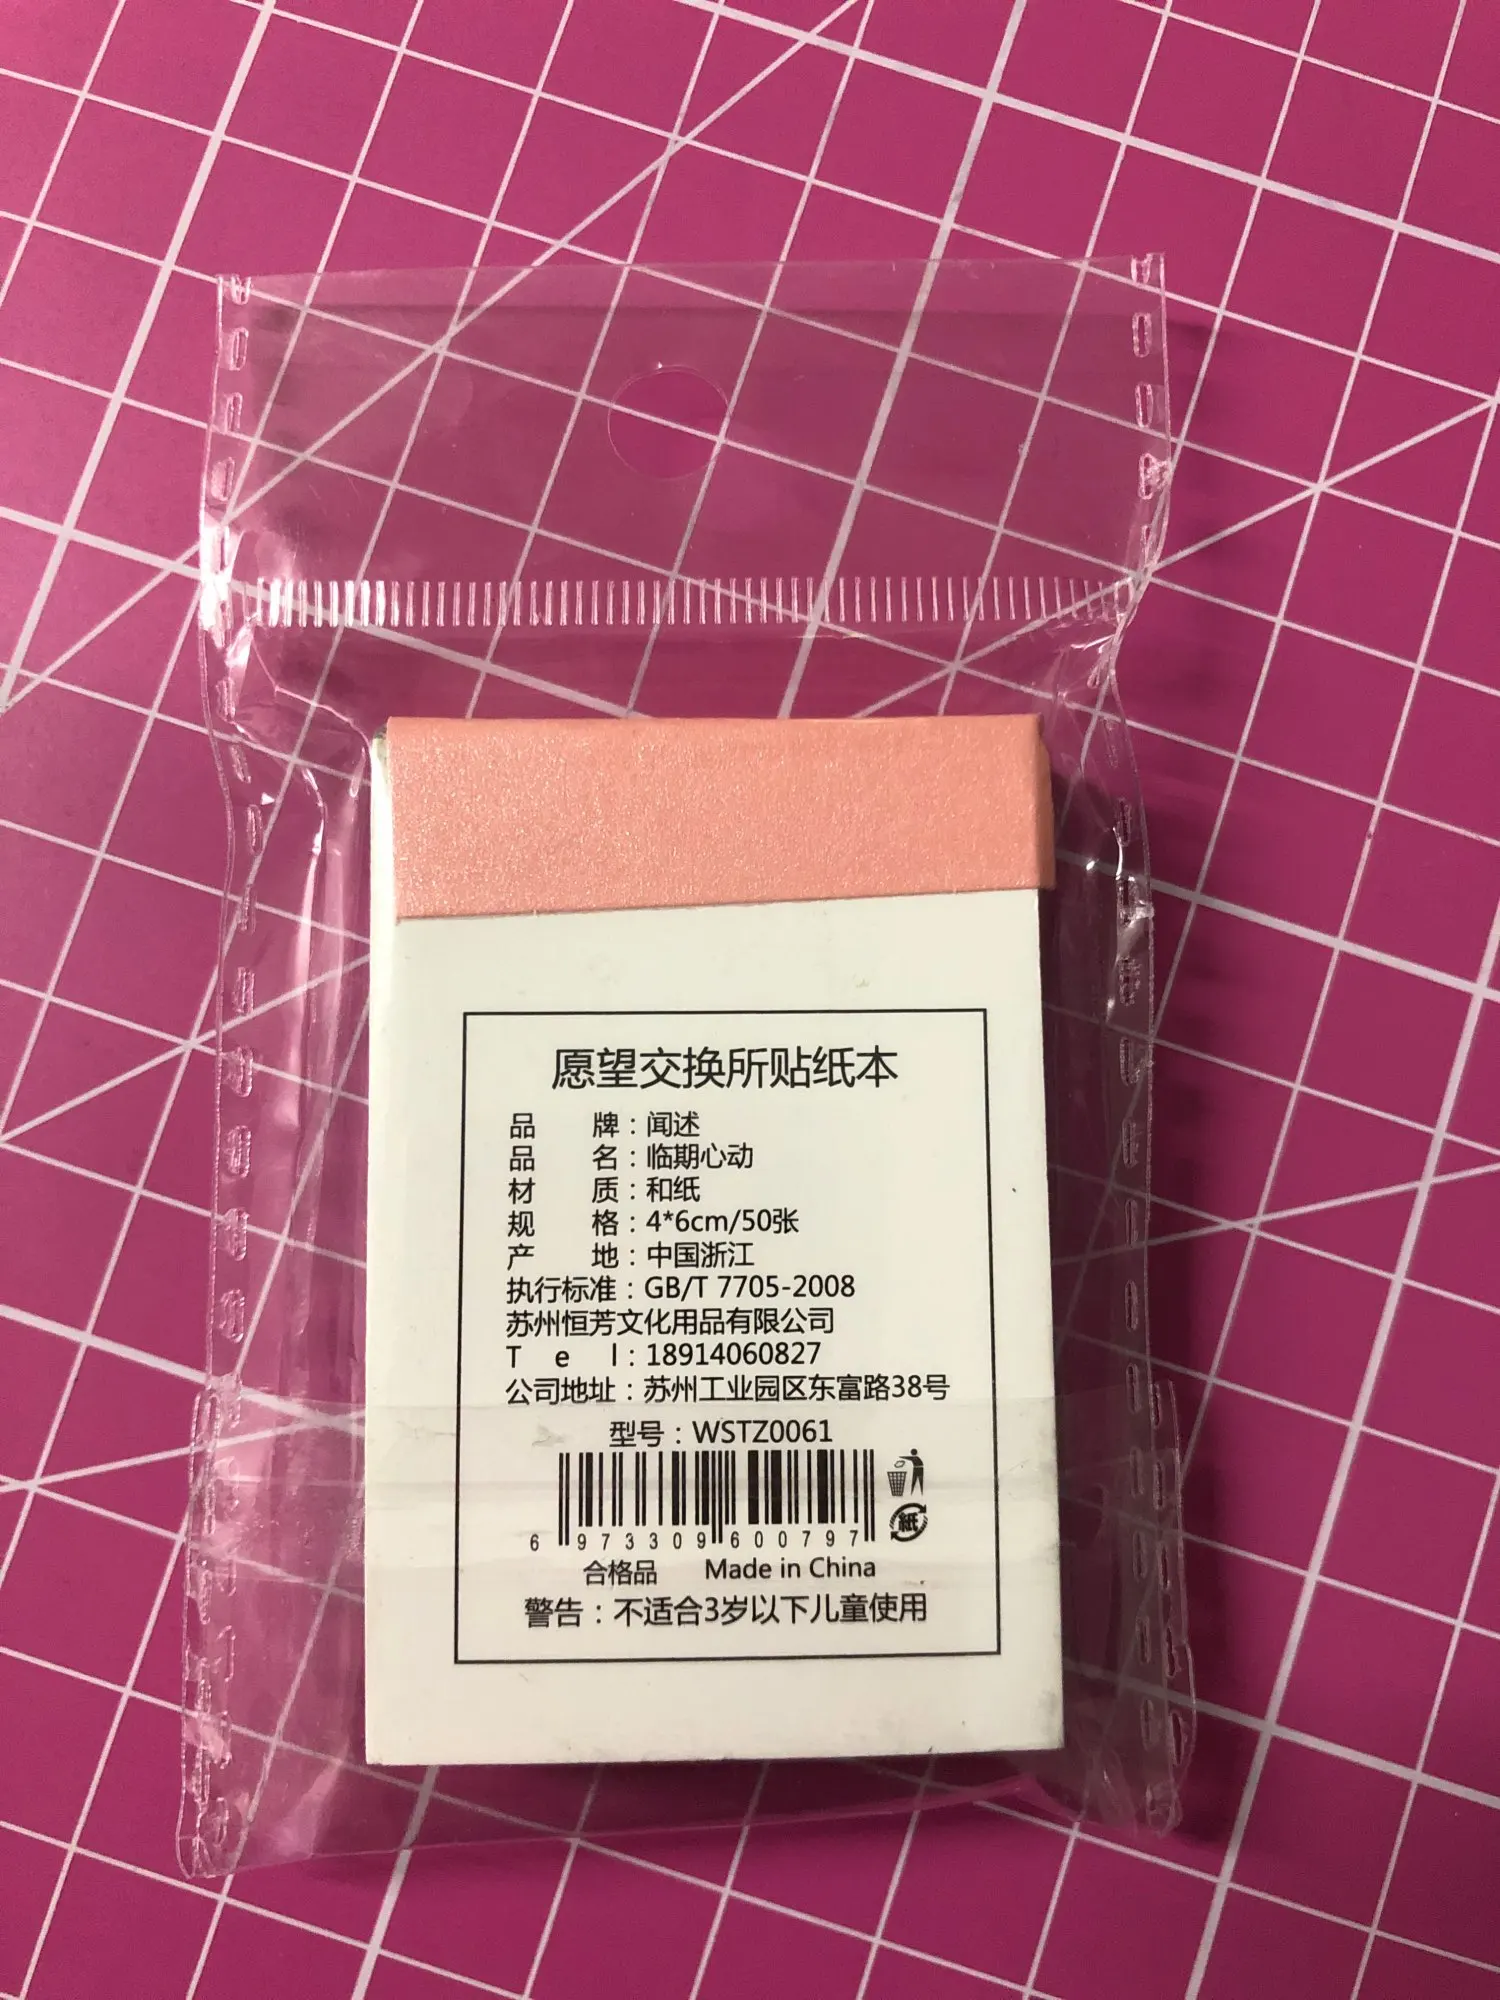 愿望交换所贴纸本
品 牌：闻述
品 名：临期心动
材 质：和纸
规 格：4*6cm/50张
产 地：中国浙江
执行标准：GB/T 7705-2008
苏州恒芳文化用品有限公司
T e l：18914060827
公司地址：苏州工业园区东富路38号
型号：WSTZ0061
6 973309 600797
紙
合格品 Made in China
警告：不适合3岁以下儿童使用